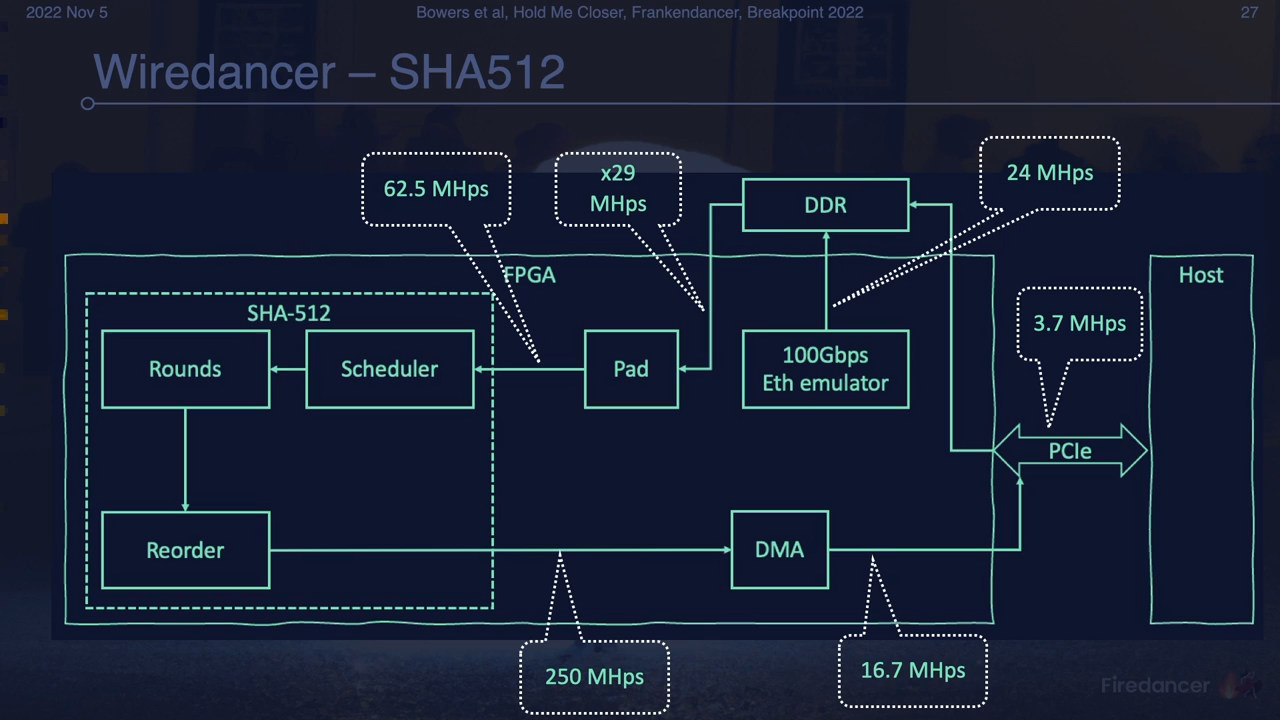 2022 Nov 5
Bowers et al, Hold Me Closer, Frankendancer, Breakpoint 2022
27
Wiredancer – SHA512
62.5 MHps
x29
MHps
DDR
24 MHps
FPGA
Host
SHA-512
3.7 MHps
Rounds
Scheduler
Pad
100Gbps
Eth emulator
PCIe
Reorder
DMA
250 MHps
16.7 MHps
Firedancer